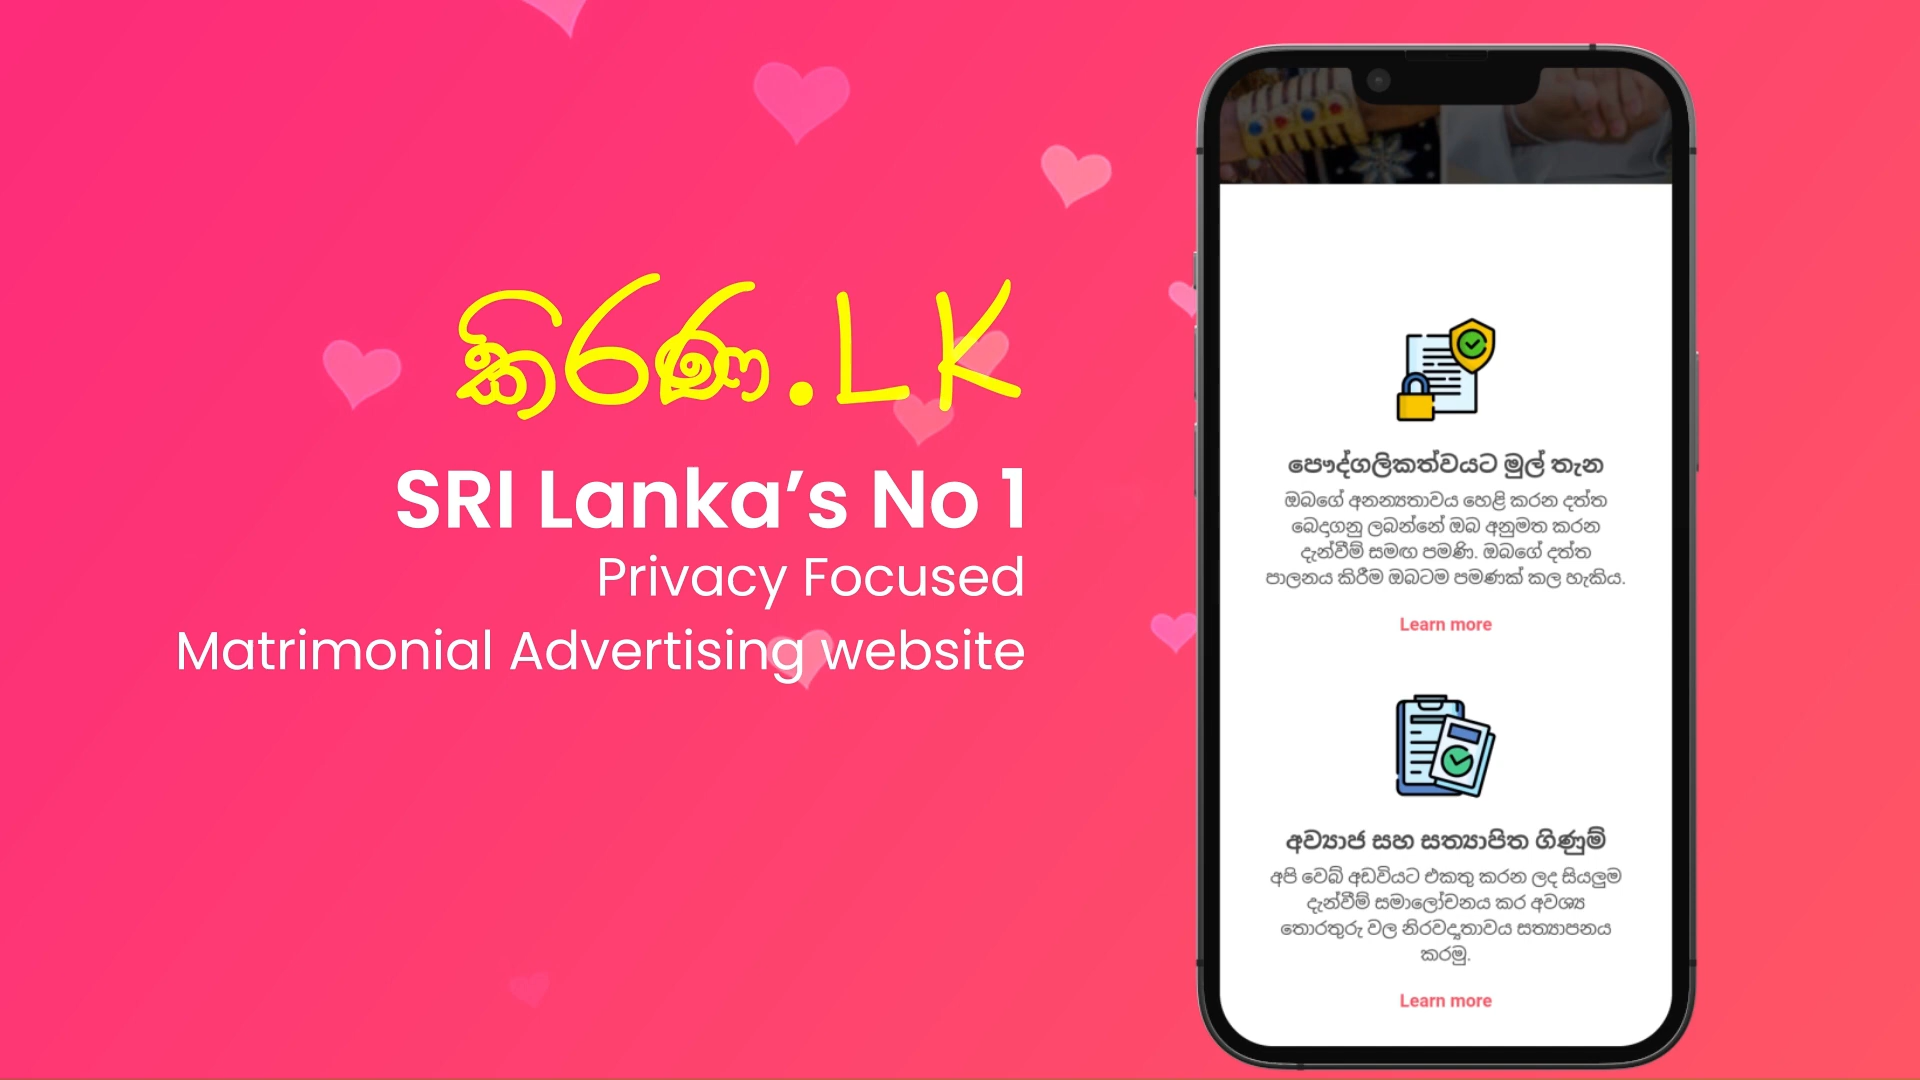 කිරණ.LK
SRI Lanka’s No 1
Privacy Focused
Matrimonial Advertising website
පෞද්ගලිකත්වයට මුල් තැන
ඔබගේ අනන්‍යතාවය හෙළි කරන දත්ත
බෙදාගනු ලබන්නේ ඔබ අනුමත කරන
දැන්වීම් සමඟ පමණි. ඔබගේ දත්ත
පාලනය කිරීම ඔබටම පමණක් කල හැකිය.
Learn more
අව්‍යාජ සහ සත්‍යාපිත ගිණුම්
අපි වෙබ් අඩවියට එකතු කරන ලද සියලුම
දැන්වීම් සමාලෝචනය කර අවශ්‍ය
තොරතුරු වල නිරවද්‍යතාවය සත්‍යාපනය
කරමු.
Learn more